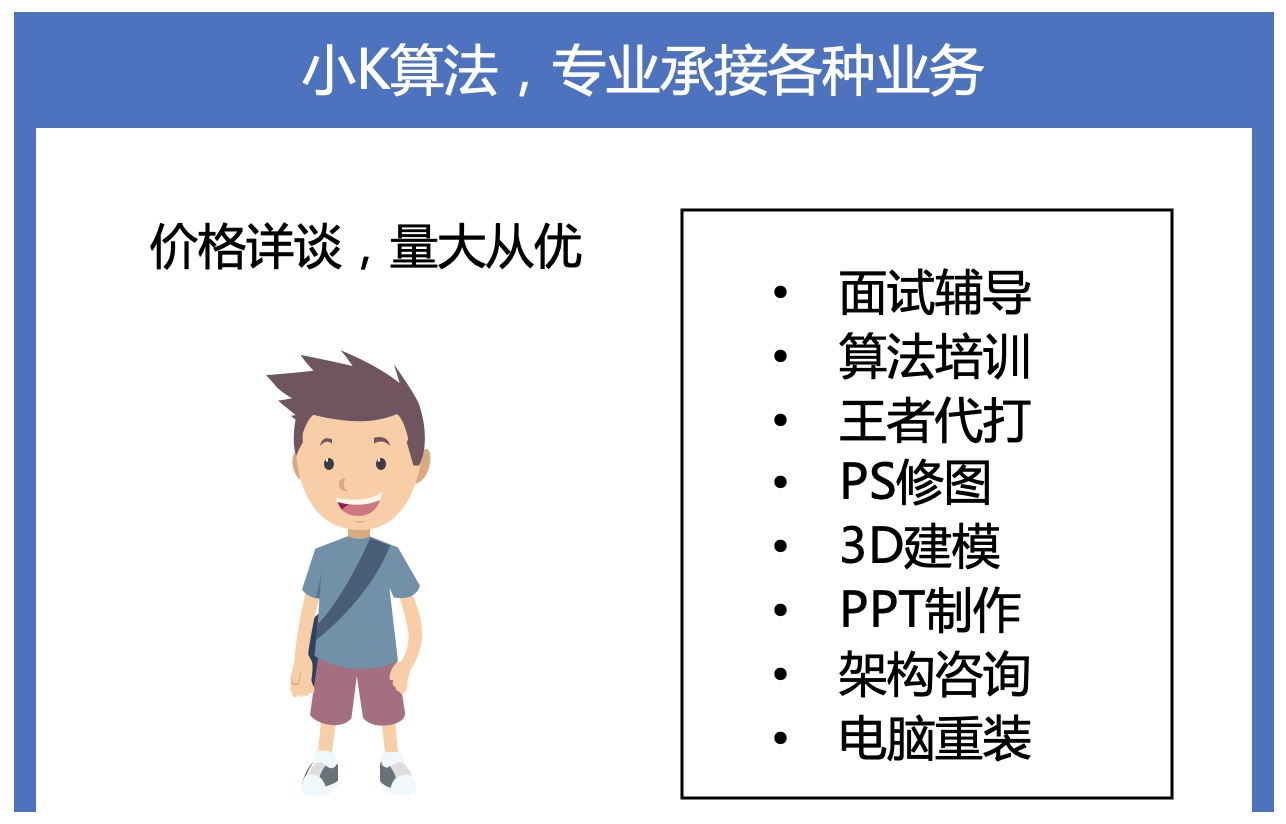 小K算法，专业承接各种业务
价格详谈，量大从优
• 面试辅导
• 算法培训
• 王者代打
• PS修图
• 3D建模
• PPT制作
• 架构咨询
• 电脑重装